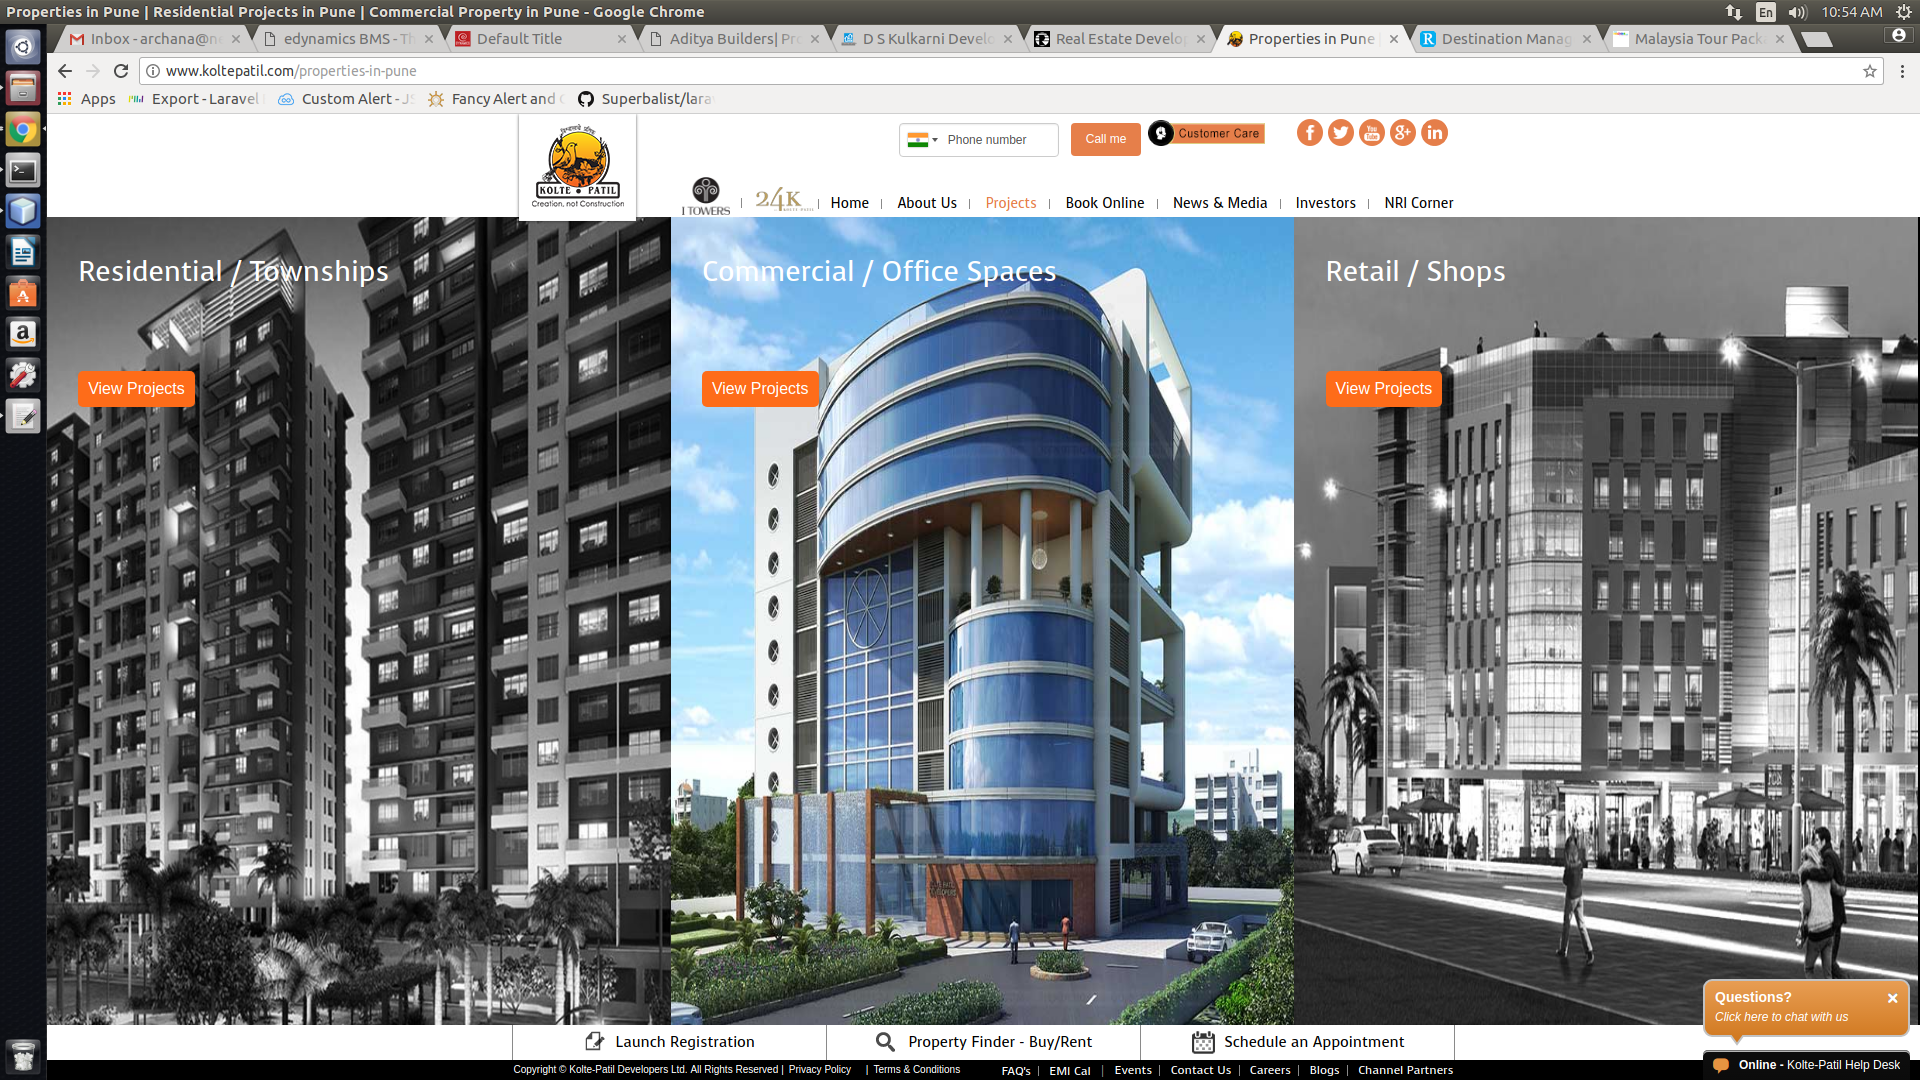 Properties in Pune | Residential Projects in Pune | Commercial Property in Pune - Google Chrome
En
10:54 AM
Inbox - archana@n
edynamics BMS - Th
Default Title
Aditya Builders| Pro
D S Kulkarni Develo
Real Estate Develop
Properties in Pune |
Destination Manag
Malaysia Tour Pack
www.koltepatil.com/properties-in-pune
Apps
Export - Laravel
Custom Alert - JS
Fancy Alert and
Superbalist/lara
KOLTE • PATIL
Creation, not Construction
Phone number
Call me
Customer Care
You Tube
I TOWERS
24K
KOLTE PATIL
Home
About Us
Projects
Book Online
News & Media
Investors
NRI Corner
Residential / Townships
Commercial / Office Spaces
Retail / Shops
View Projects
View Projects
View Projects
Questions?
Click here to chat with us
Launch Registration
Property Finder - Buy/Rent
Schedule an Appointment
Online - Kolte-Patil Help Desk
Copyright © Kolte-Patil Developers Ltd. All Rights Reserved | Privacy Policy | Terms & Conditions
FAQ's | EMI Cal | Events | Contact Us | Careers | Blogs | Channel Partners